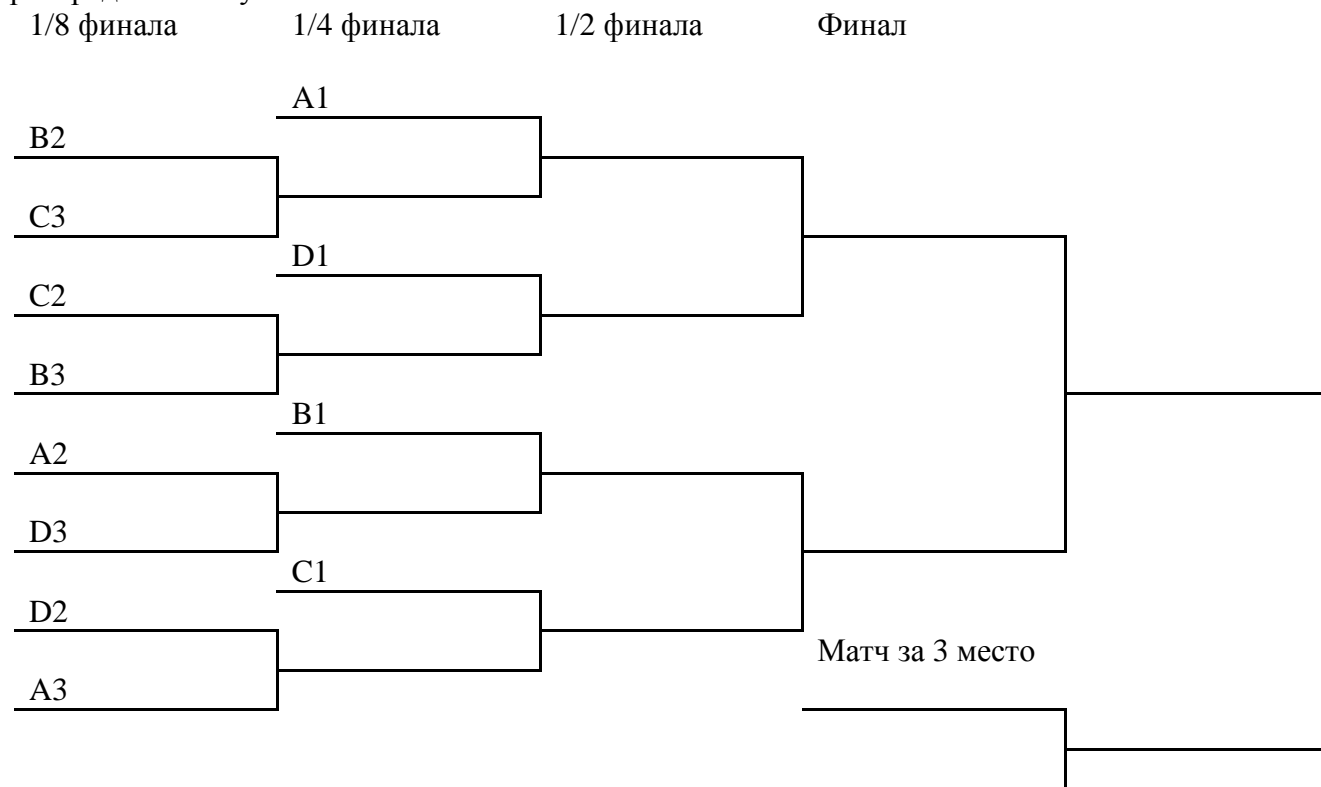 1/8 финала 1/4 финала 1/2 финала Финал
A1
B2
C3
D1
C2
B3
B1
A2
D3
C1
D2
Матч за 3 место
A3